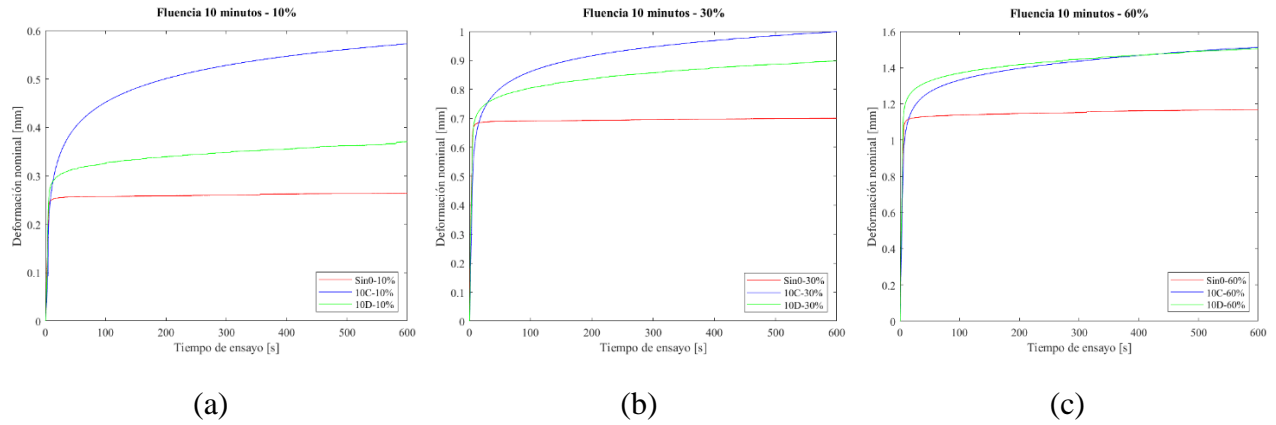 Fluencia 10 minutos - 10%
0.6
0.5
0.4
0.3
0.2
0.1
0
Deformación nominal [mm]
Sin0-10%
10C-10%
10D-10%
0 100 200 300 400 500 600
Tiempo de ensayo [s]
(a)
Fluencia 10 minutos - 30%
1
0.9
0.8
0.7
0.6
0.5
0.4
0.3
0.2
0.1
0
Deformación nominal [mm]
Sin0-30%
10C-30%
10D-30%
0 100 200 300 400 500 600
Tiempo de ensayo [s]
(b)
Fluencia 10 minutos - 60%
1.6
1.4
1.2
1
0.8
0.6
0.4
0.2
0
Deformación nominal [mm]
Sin0-60%
10C-60%
10D-60%
0 100 200 300 400 500 600
Tiempo de ensayo [s]
(c)